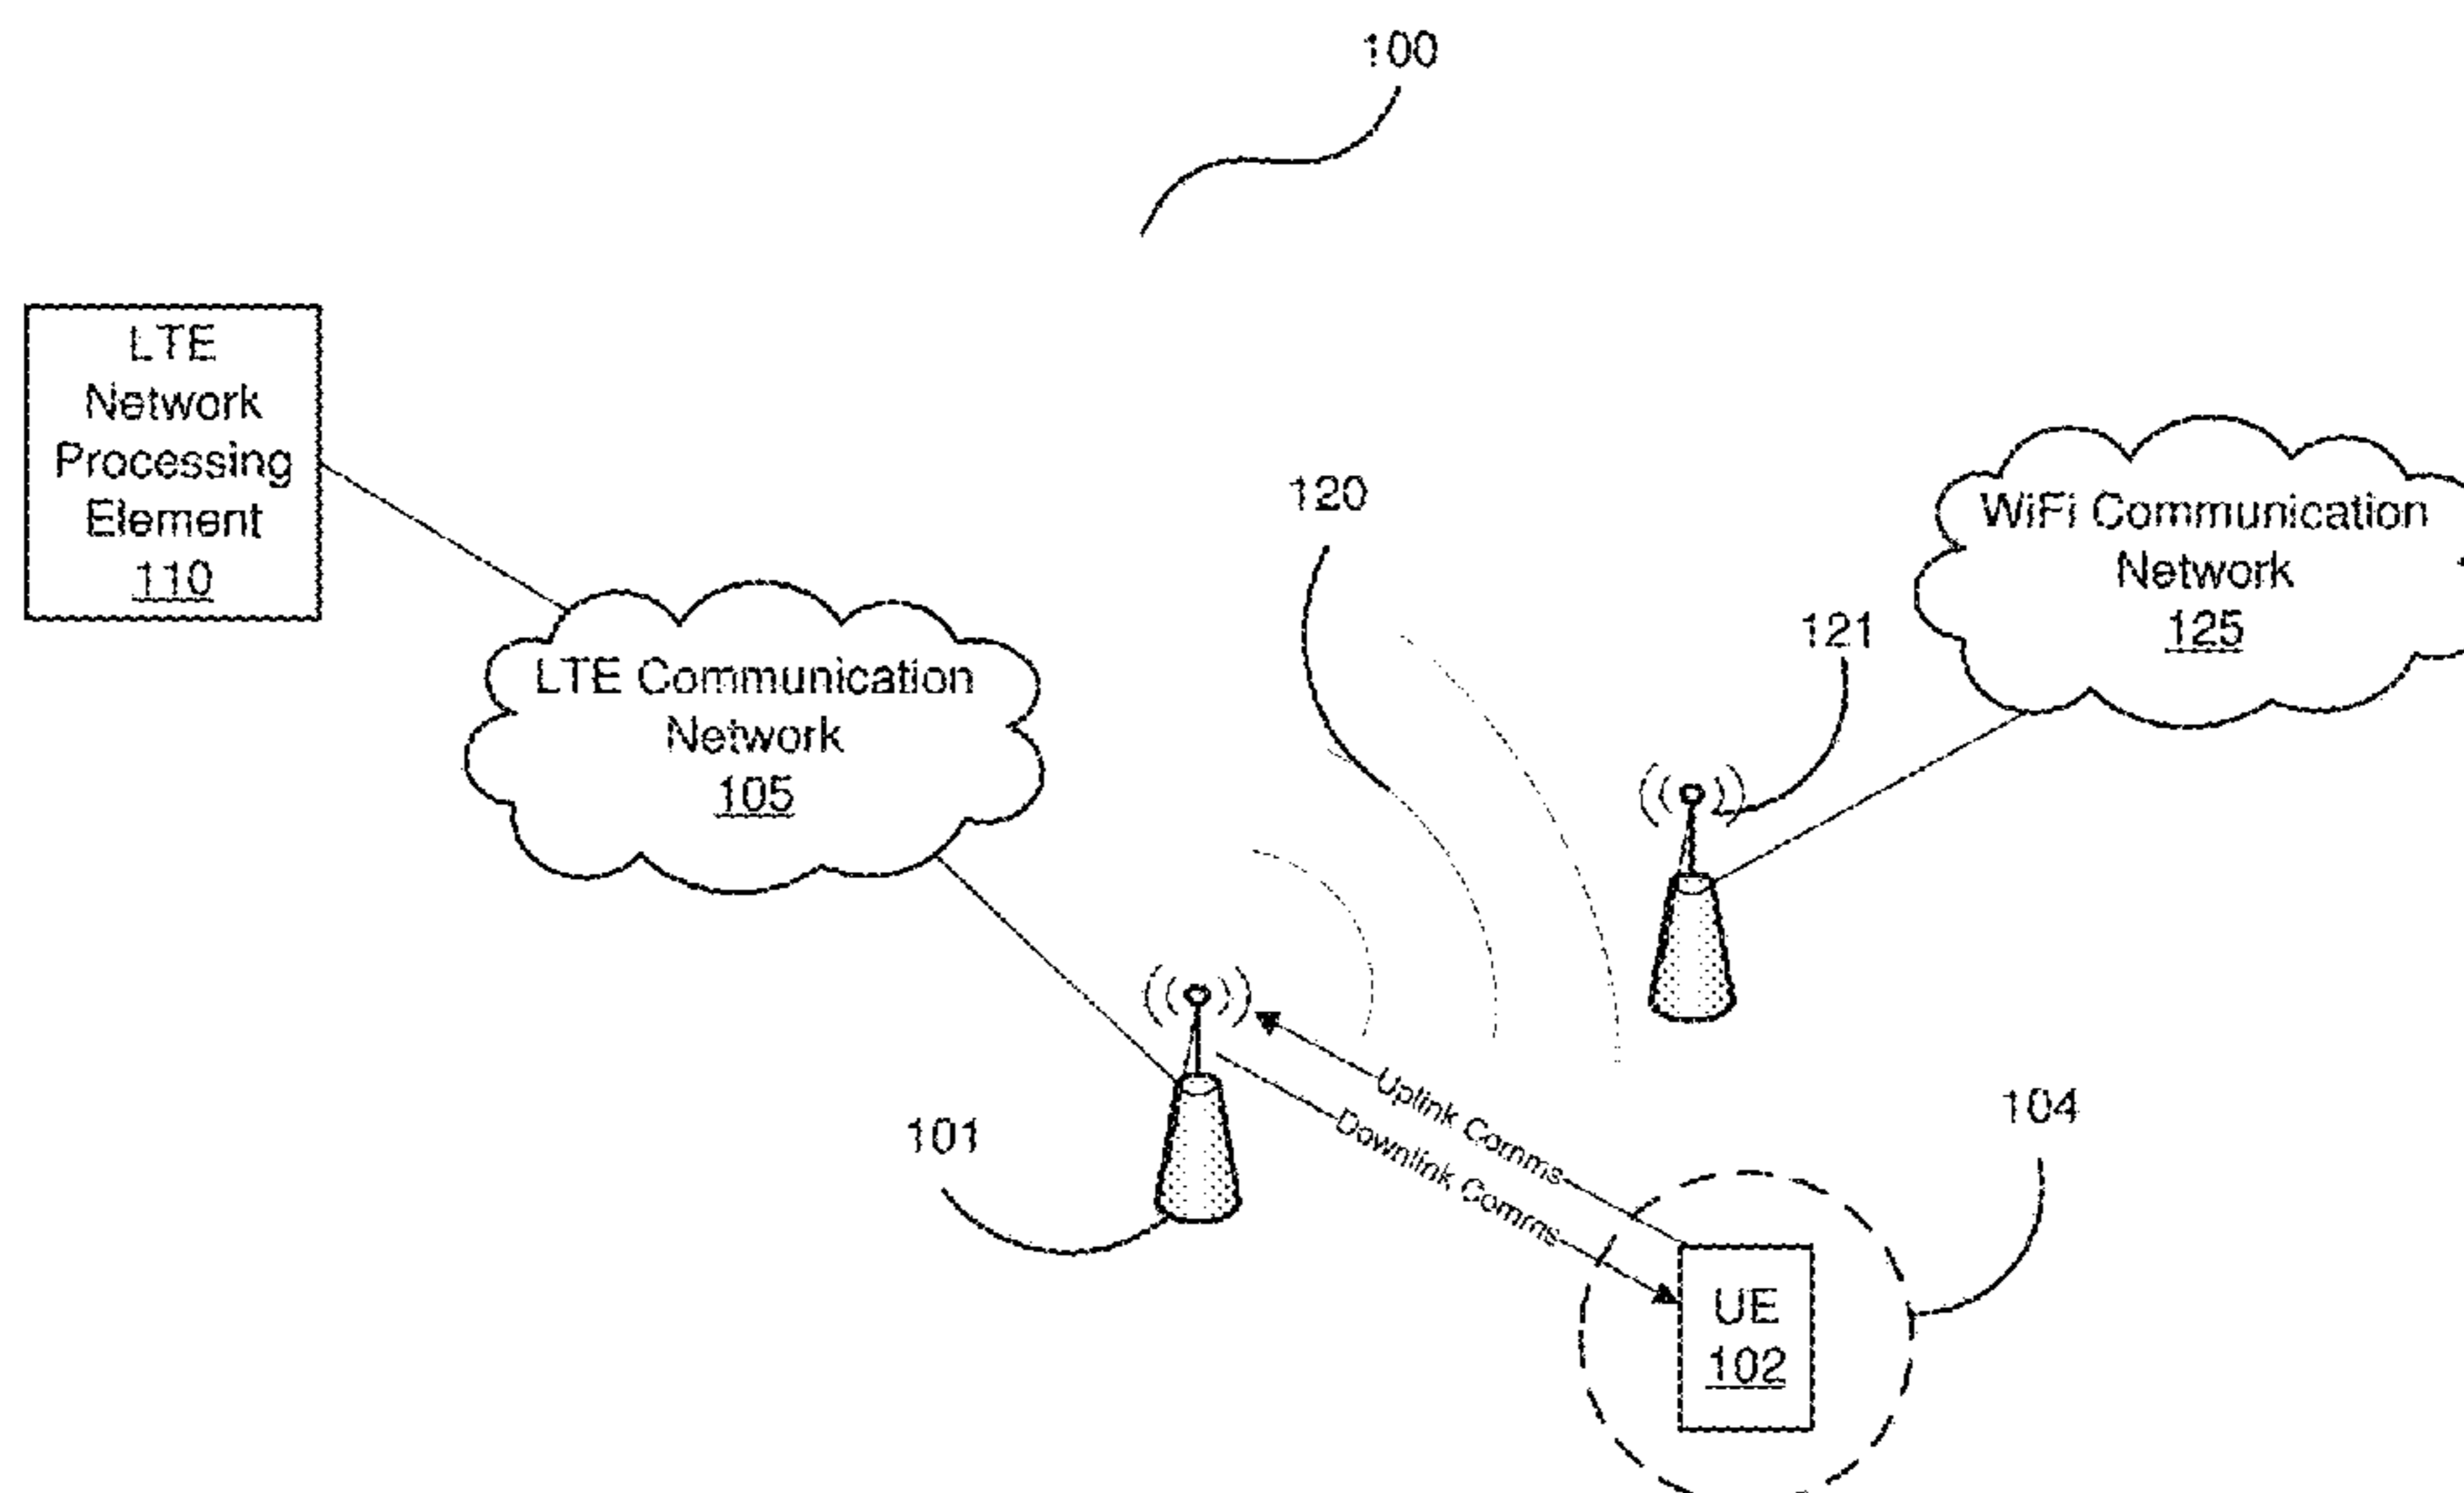 100
LTE
Network
Processing
Element
110
120
WiFi Communication
Network
125
121
LTE Communication
Network
105
101
Uplink Comms
Downlink Comms
104
UE
102